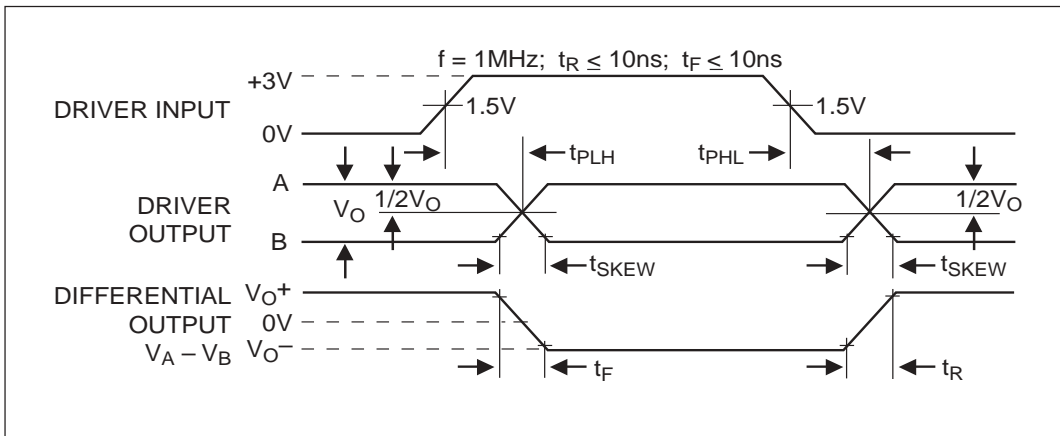 f = 1MHz; tR ≤ 10ns; tF ≤ 10ns
+3V
DRIVER INPUT
1.5V
1.5V
0V
tPLH
tPHL
A
DRIVER
OUTPUT
VO
1/2VO
1/2VO
B
tSKEW
tSKEW
DIFFERENTIAL
OUTPUT
VA – VB
VO+
0V
VO–
tF
tR